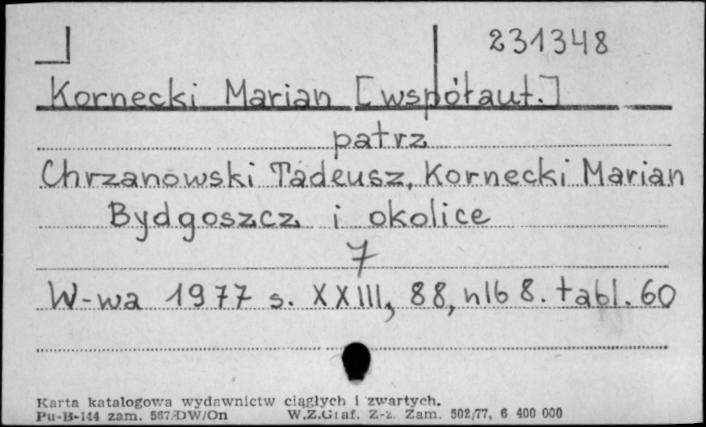 231348
Kornecki Marian [współaut.]
patrz
Chrzanowski Tadeusz, Kornecki Marian
Bydgoszcz i okolice
7
W-wa 1977 s. XXIII, 88, nlb 8. tabl. 60
Karta katalogowa wydawnictw ciągłych i zwartych.
Pu-B-144 zam. 567/DW/On W.Z.Graf. Z-z. Zam. 502/77, 6 400 000